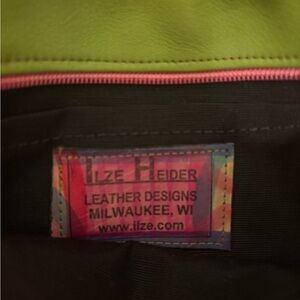 ILZE HEIDER
LEATHER DESIGNS
MILWAUKEE, WI
www.ilze.com